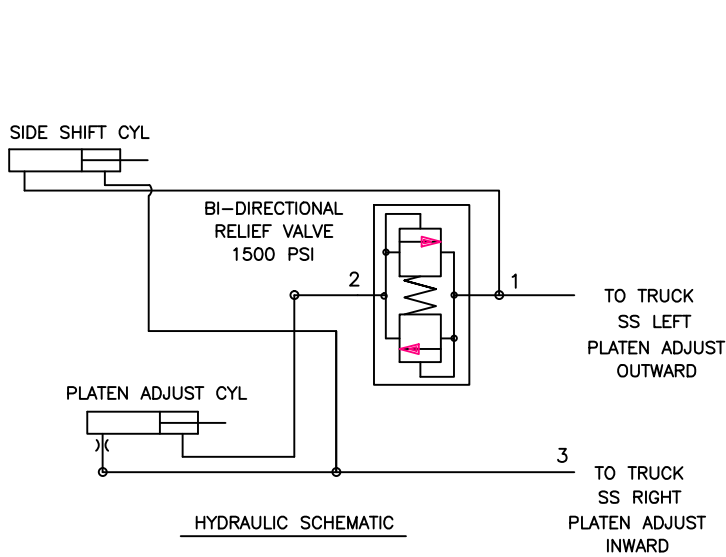 SIDE SHIFT CYL
BI-DIRECTIONAL
RELIEF VALVE
1500 PSI
2
1
TO TRUCK
SS LEFT
PLATEN ADJUST
OUTWARD
PLATEN ADJUST CYL
3
TO TRUCK
SS RIGHT
PLATEN ADJUST
INWARD
HYDRAULIC SCHEMATIC